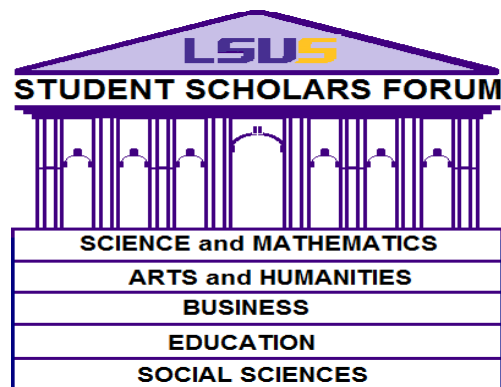 LSUS
STUDENT SCHOLARS FORUM
SCIENCE and MATHEMATICS
ARTS and HUMANITIES
BUSINESS
EDUCATION
SOCIAL SCIENCES